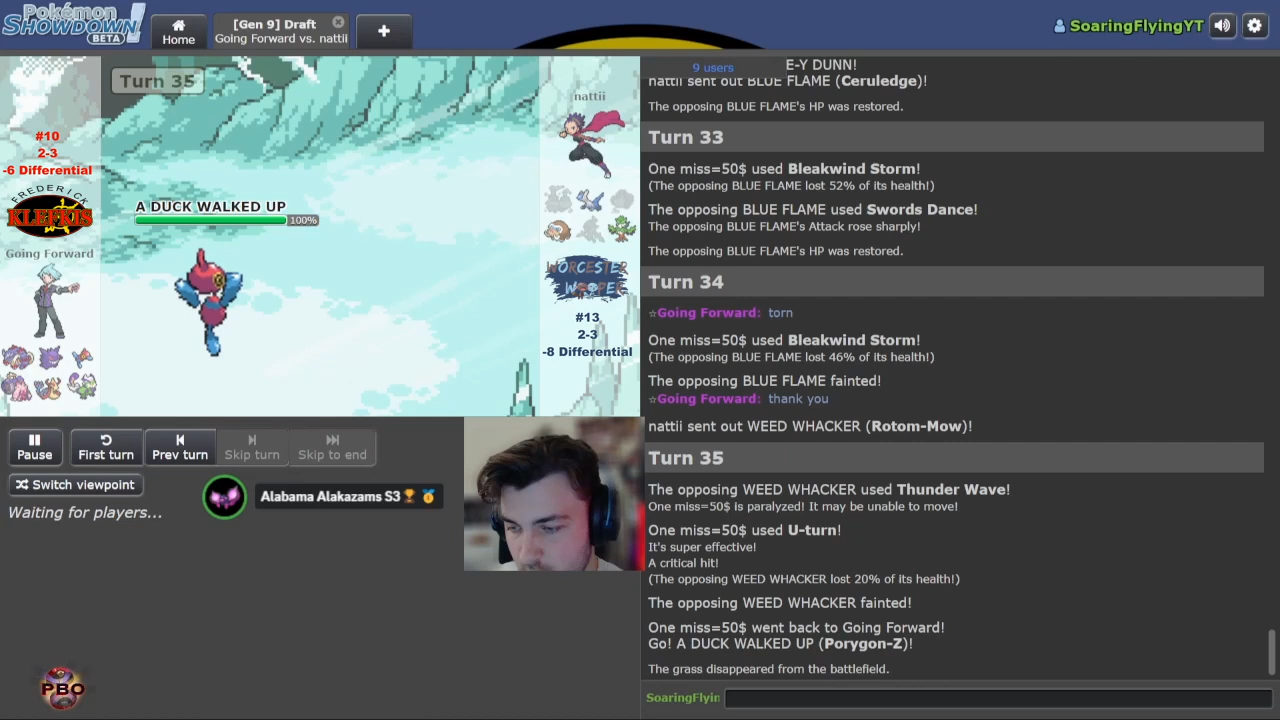 Pokémon
SHOWDOWN!
BETA
Home
[Gen 9] Draft
Going Forward vs. nattii
SoaringFlyingYT
Turn 35
#10
2-3
-6 Differential
FREDERICK
KLEFKIS
Going Forward
A DUCK WALKED UP
100%
nattii
WORCESTER
WOOPER
#13
2-3
-8 Differential
Pause
First turn
Prev turn
Skip turn
Skip to end
Switch viewpoint
Waiting for players...
Alabama Alakazams S3
PBO
9 users
E-Y DUNN!
nattii sent out BLUE FLAME (Ceruledge)!
The opposing BLUE FLAME's HP was restored.
Turn 33
One miss=50$ used Bleakwind Storm!
(The opposing BLUE FLAME lost 52% of its health!)
The opposing BLUE FLAME used Swords Dance!
The opposing BLUE FLAME's Attack rose sharply!
The opposing BLUE FLAME's HP was restored.
Turn 34
☆Going Forward: torn
One miss=50$ used Bleakwind Storm!
(The opposing BLUE FLAME lost 46% of its health!)
The opposing BLUE FLAME fainted!
☆Going Forward: thank you
nattii sent out WEED WHACKER (Rotom-Mow)!
Turn 35
The opposing WEED WHACKER used Thunder Wave!
One miss=50$ is paralyzed! It may be unable to move!
One miss=50$ used U-turn!
It's super effective!
A critical hit!
(The opposing WEED WHACKER lost 20% of its health!)
The opposing WEED WHACKER fainted!
One miss=50$ went back to Going Forward!
Go! A DUCK WALKED UP (Porygon-Z)!
The grass disappeared from the battlefield.
SoaringFlyin